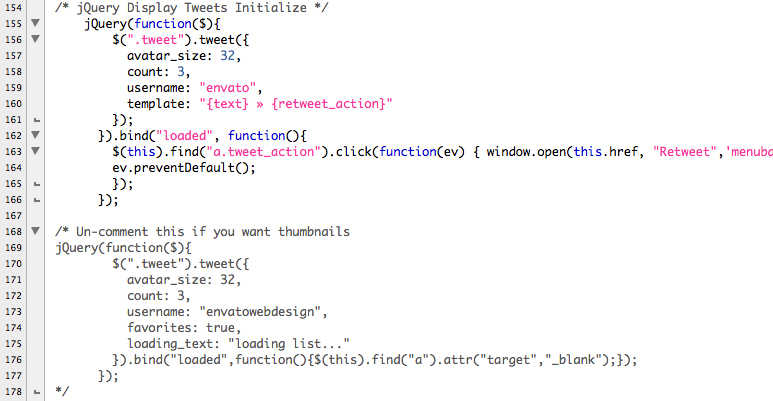 154 /* jQuery Display Tweets Initialize */
155     jQuery(function($){
156         $(".tweet").tweet({
157           avatar_size: 32,
158           count: 3,
159           username: "envato",
160           template: "{text} » {retweet_action}"
161         });
162       }).bind("loaded", function(){
163         $(this).find("a.tweet_action").click(function(ev) { window.open(this.href, "Retweet",'menuba
164         ev.preventDefault();
165         });
166       });
167
168 /* Un-comment this if you want thumbnails
169 jQuery(function($){
170         $(".tweet").tweet({
171           avatar_size: 32,
172           count: 3,
173           username: "envatowebdesign",
174           favorites: true,
175           loading_text: "loading list..."
176         }).bind("loaded",function(){$(this).find("a").attr("target","_blank");});
177       });
178 */